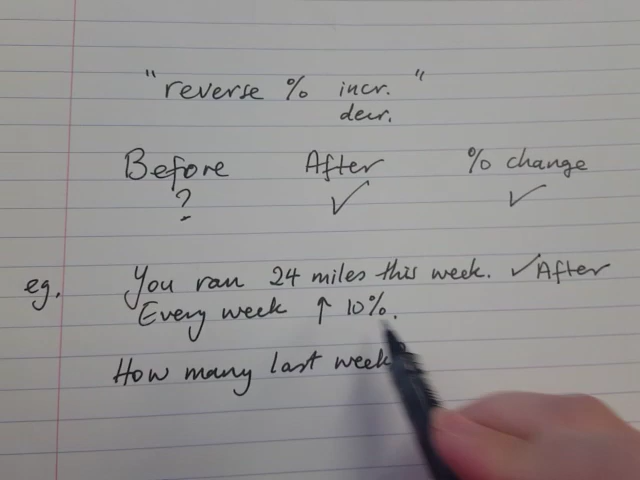 "reverse % incr."
decr.
Before After % change
? ✓ ✓
eg. You ran 24 miles this week. ✓After
Every week ↑ 10%.
How many last week